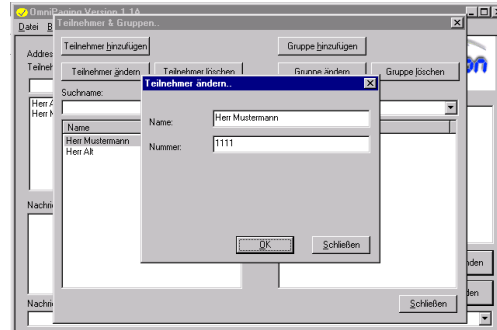 OmniPaging Version 1.1A
Datei B
Teilnehmer & Gruppen..
Teilnehmer hinzufügen
Gruppe hinzufügen
Teilnehmer ändern
Teilnehmer löschen
Gruppe ändern
Gruppe löschen
Suchname:
Name
Herr Mustermann
Herr Alt
Teilnehmer ändern..
Name:
Herr Mustermann
Nummer:
1111
OK
Schließen
Schließen